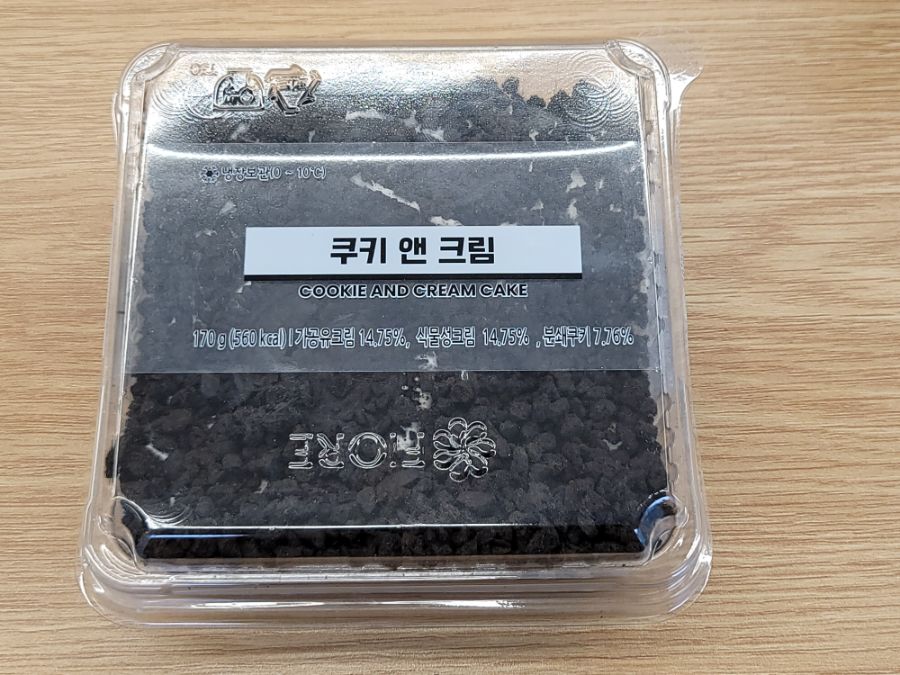 냉장보관(0 ~ 10℃)
쿠키 앤 크림
COOKIE AND CREAM CAKE
170 g (560 kcal) | 가공유크림 14.75%, 식물성크림 14.75% , 분쇄쿠키 7.76%
FIORE